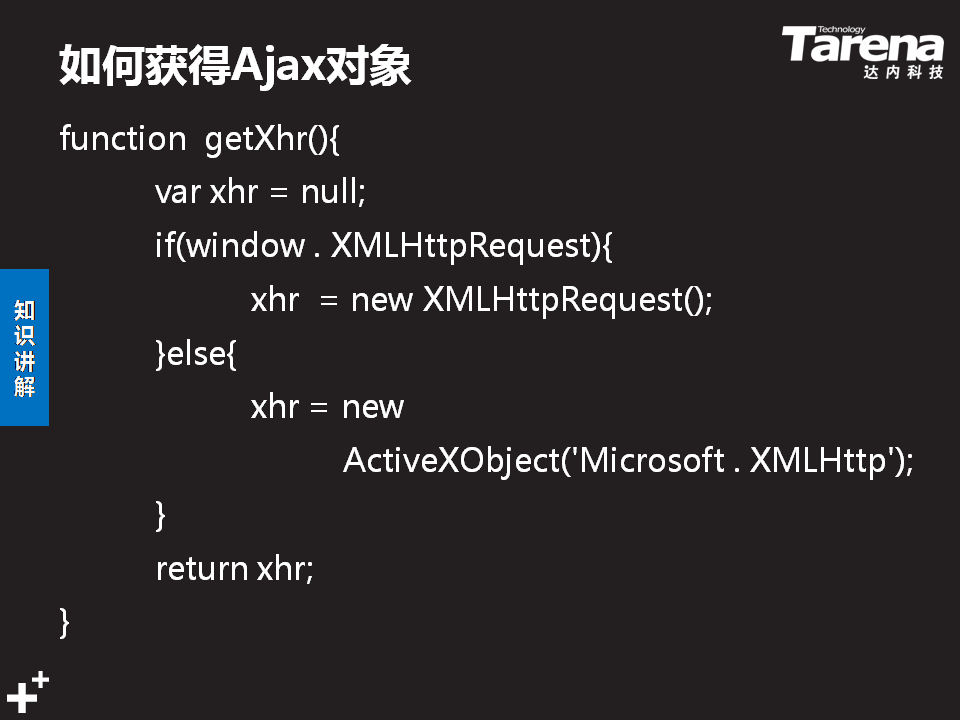 如何获得Ajax对象
Technology
Tarena
达内科技
function  getXhr(){
var xhr = null;
if(window . XMLHttpRequest){
xhr  = new XMLHttpRequest();
}else{
xhr = new
ActiveXObject('Microsoft . XMLHttp');
}
return xhr;
}
知识讲解